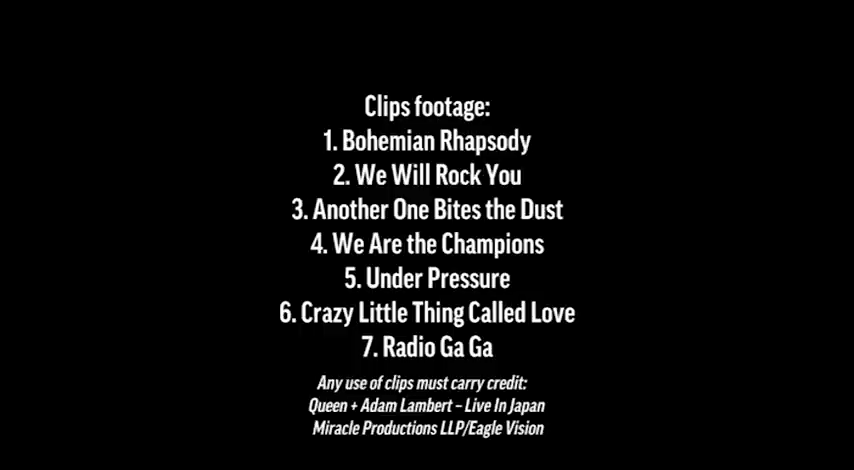 Clips footage:
1. Bohemian Rhapsody
2. We Will Rock You
3. Another One Bites the Dust
4. We Are the Champions
5. Under Pressure
6. Crazy Little Thing Called Love
7. Radio Ga Ga
Any use of clips must carry credit:
Queen + Adam Lambert – Live In Japan
Miracle Productions LLP/Eagle Vision